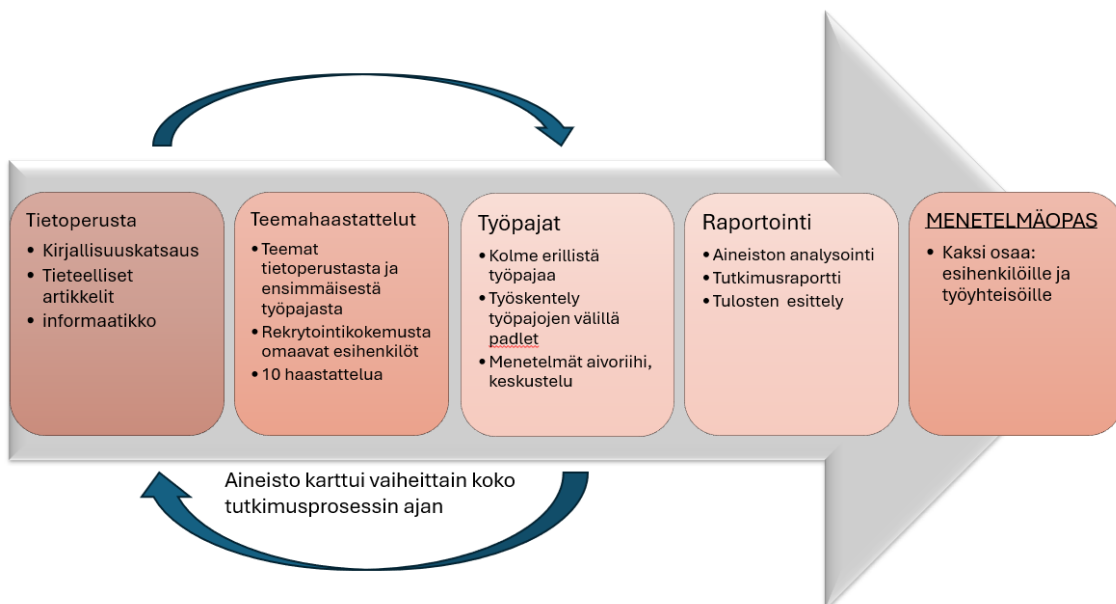 Tietoperusta
• Kirjallisuuskatsaus
• Tieteelliset
artikkelit
• informaatikko
Teemahaastattelut
• Teemat
tietoperustasta ja
ensimmäisestä
työpajasta
• Rekrytointikokemusta
omaavat esihenkilöt
• 10 haastattelua
Työpajat
• Kolme erillistä
työpajaa
• Työskentely
työpajojen välillä
padlet
• Menetelmät aivoriihi,
keskustelu
Raportointi
• Aineiston analysointi
• Tutkimusraportti
• Tulosten esittely
MENETELMÄOPAS
• Kaksi osaa:
esihenkilöille ja
työyhteisöille
Aineisto karttui vaiheittain koko
tutkimusprosessin ajan